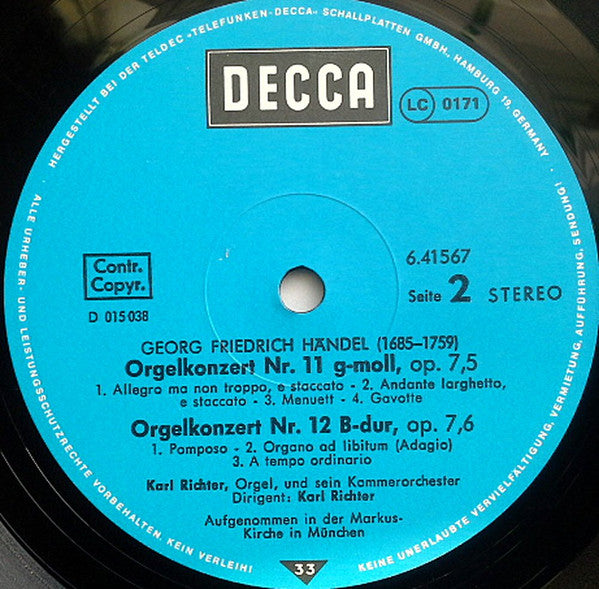 HERGESTELLT BEI DER TELDEC »TELEFUNKEN-DECCA« SCHALLPLATTEN GMBH, HAMBURG 19, GERMANY
DECCA
LC 0171
Contr.
Copyr.
D 015038
6.41567
Seite 2 STEREO
GEORG FRIEDRICH HÄNDEL (1685–1759)
Orgelkonzert Nr. 11 g-moll, op. 7,5
1. Allegro ma non troppo, e staccato - 2. Andante larghetto,
e staccato - 3. Menuett - 4. Gavotte
Orgelkonzert Nr. 12 B-dur, op. 7,6
1. Pomposo - 2. Organo ad libitum (Adagio)
3. A tempo ordinario
Karl Richter, Orgel, und sein Kammerorchester
Dirigent: Karl Richter
Aufgenommen in der Markus-
Kirche in München
33
ALLE URHEBER- UND LEISTUNGSSCHUTZRECHTE VORBEHALTEN. KEIN VERLEIH!
KEINE UNERLAUBTE VERVIELFÄLTIGUNG, VERMIETUNG, AUFFÜHRUNG, SENDUNG!